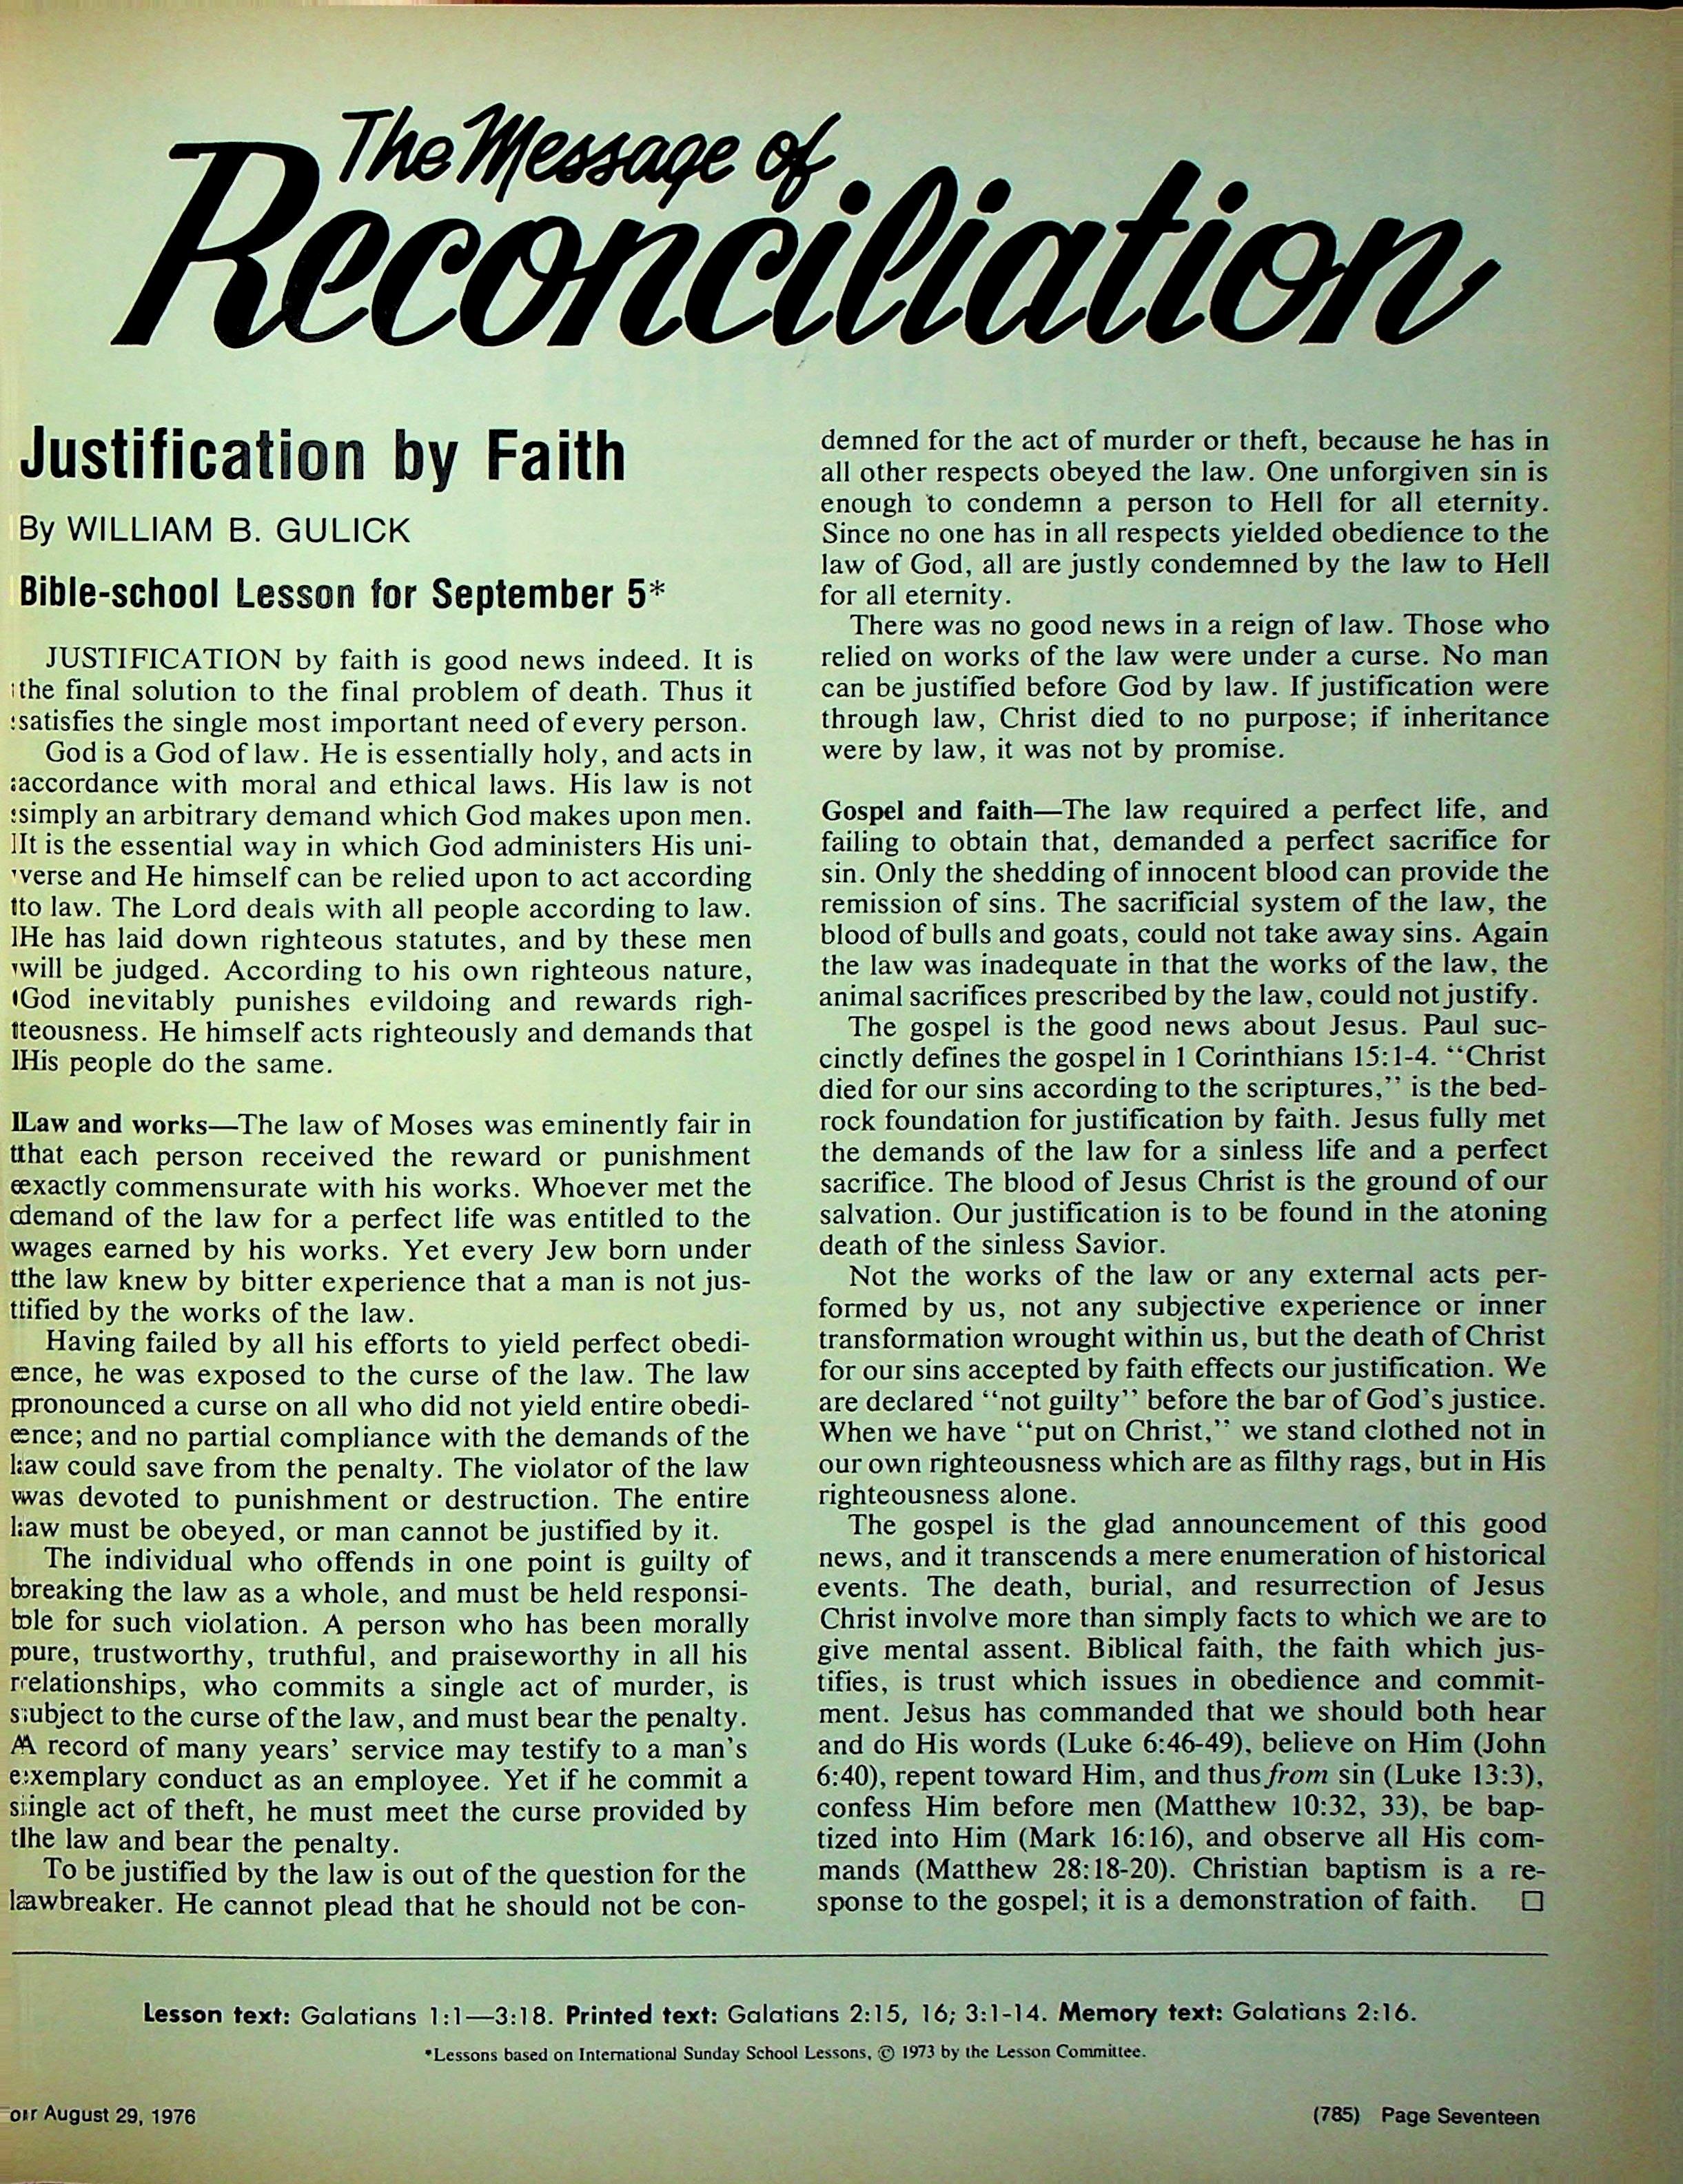 The Message of
Reconciliation
Justification by Faith
By WILLIAM B. GULICK
Bible-school Lesson for September 5*
JUSTIFICATION by faith is good news indeed. It is
the final solution to the final problem of death. Thus it
satisfies the single most important need of every person.
God is a God of law. He is essentially holy, and acts in
accordance with moral and ethical laws. His law is not
simply an arbitrary demand which God makes upon men.
It is the essential way in which God administers His uni-
verse and He himself can be relied upon to act according
to law. The Lord deals with all people according to law.
He has laid down righteous statutes, and by these men
will be judged. According to his own righteous nature,
God inevitably punishes evildoing and rewards righ-
teousness. He himself acts righteously and demands that
His people do the same.
Law and works—The law of Moses was eminently fair in
that each person received the reward or punishment
exactly commensurate with his works. Whoever met the
demand of the law for a perfect life was entitled to the
wages earned by his works. Yet every Jew born under
the law knew by bitter experience that a man is not jus-
tified by the works of the law.
Having failed by all his efforts to yield perfect obedi-
ence, he was exposed to the curse of the law. The law
pronounced a curse on all who did not yield entire obedi-
ence; and no partial compliance with the demands of the
law could save from the penalty. The violator of the law
was devoted to punishment or destruction. The entire
law must be obeyed, or man cannot be justified by it.
The individual who offends in one point is guilty of
breaking the law as a whole, and must be held responsi-
ble for such violation. A person who has been morally
pure, trustworthy, truthful, and praiseworthy in all his
relationships, who commits a single act of murder, is
subject to the curse of the law, and must bear the penalty.
A record of many years' service may testify to a man's
exemplary conduct as an employee. Yet if he commit a
single act of theft, he must meet the curse provided by
the law and bear the penalty.
To be justified by the law is out of the question for the
lawbreaker. He cannot plead that he should not be con-
demned for the act of murder or theft, because he has in
all other respects obeyed the law. One unforgiven sin is
enough to condemn a person to Hell for all eternity.
Since no one has in all respects yielded obedience to the
law of God, all are justly condemned by the law to Hell
for all eternity.
There was no good news in a reign of law. Those who
relied on works of the law were under a curse. No man
can be justified before God by law. If justification were
through law, Christ died to no purpose; if inheritance
were by law, it was not by promise.
Gospel and faith—The law required a perfect life, and
failing to obtain that, demanded a perfect sacrifice for
sin. Only the shedding of innocent blood can provide the
remission of sins. The sacrificial system of the law, the
blood of bulls and goats, could not take away sins. Again
the law was inadequate in that the works of the law, the
animal sacrifices prescribed by the law, could not justify.
The gospel is the good news about Jesus. Paul suc-
cinctly defines the gospel in 1 Corinthians 15:1-4. "Christ
died for our sins according to the scriptures," is the bed-
rock foundation for justification by faith. Jesus fully met
the demands of the law for a sinless life and a perfect
sacrifice. The blood of Jesus Christ is the ground of our
salvation. Our justification is to be found in the atoning
death of the sinless Savior.
Not the works of the law or any external acts per-
formed by us, not any subjective experience or inner
transformation wrought within us, but the death of Christ
for our sins accepted by faith effects our justification. We
are declared "not guilty" before the bar of God's justice.
When we have "put on Christ," we stand clothed not in
our own righteousness which are as filthy rags, but in His
righteousness alone.
The gospel is the glad announcement of this good
news, and it transcends a mere enumeration of historical
events. The death, burial, and resurrection of Jesus
Christ involve more than simply facts to which we are to
give mental assent. Biblical faith, the faith which jus-
tifies, is trust which issues in obedience and commit-
ment. Jesus has commanded that we should both hear
and do His words (Luke 6:46-49), believe on Him (John
6:40), repent toward Him, and thus from sin (Luke 13:3),
confess Him before men (Matthew 10:32, 33), be bap-
tized into Him (Mark 16:16), and observe all His com-
mands (Matthew 28:18-20). Christian baptism is a re-
sponse to the gospel; it is a demonstration of faith. □
Lesson text: Galatians 1:1—3:18. Printed text: Galatians 2:15, 16; 3:1-14. Memory text: Galatians 2:16.
*Lessons based on International Sunday School Lessons, © 1973 by the Lesson Committee.
or August 29, 1976
(785) Page Seventeen